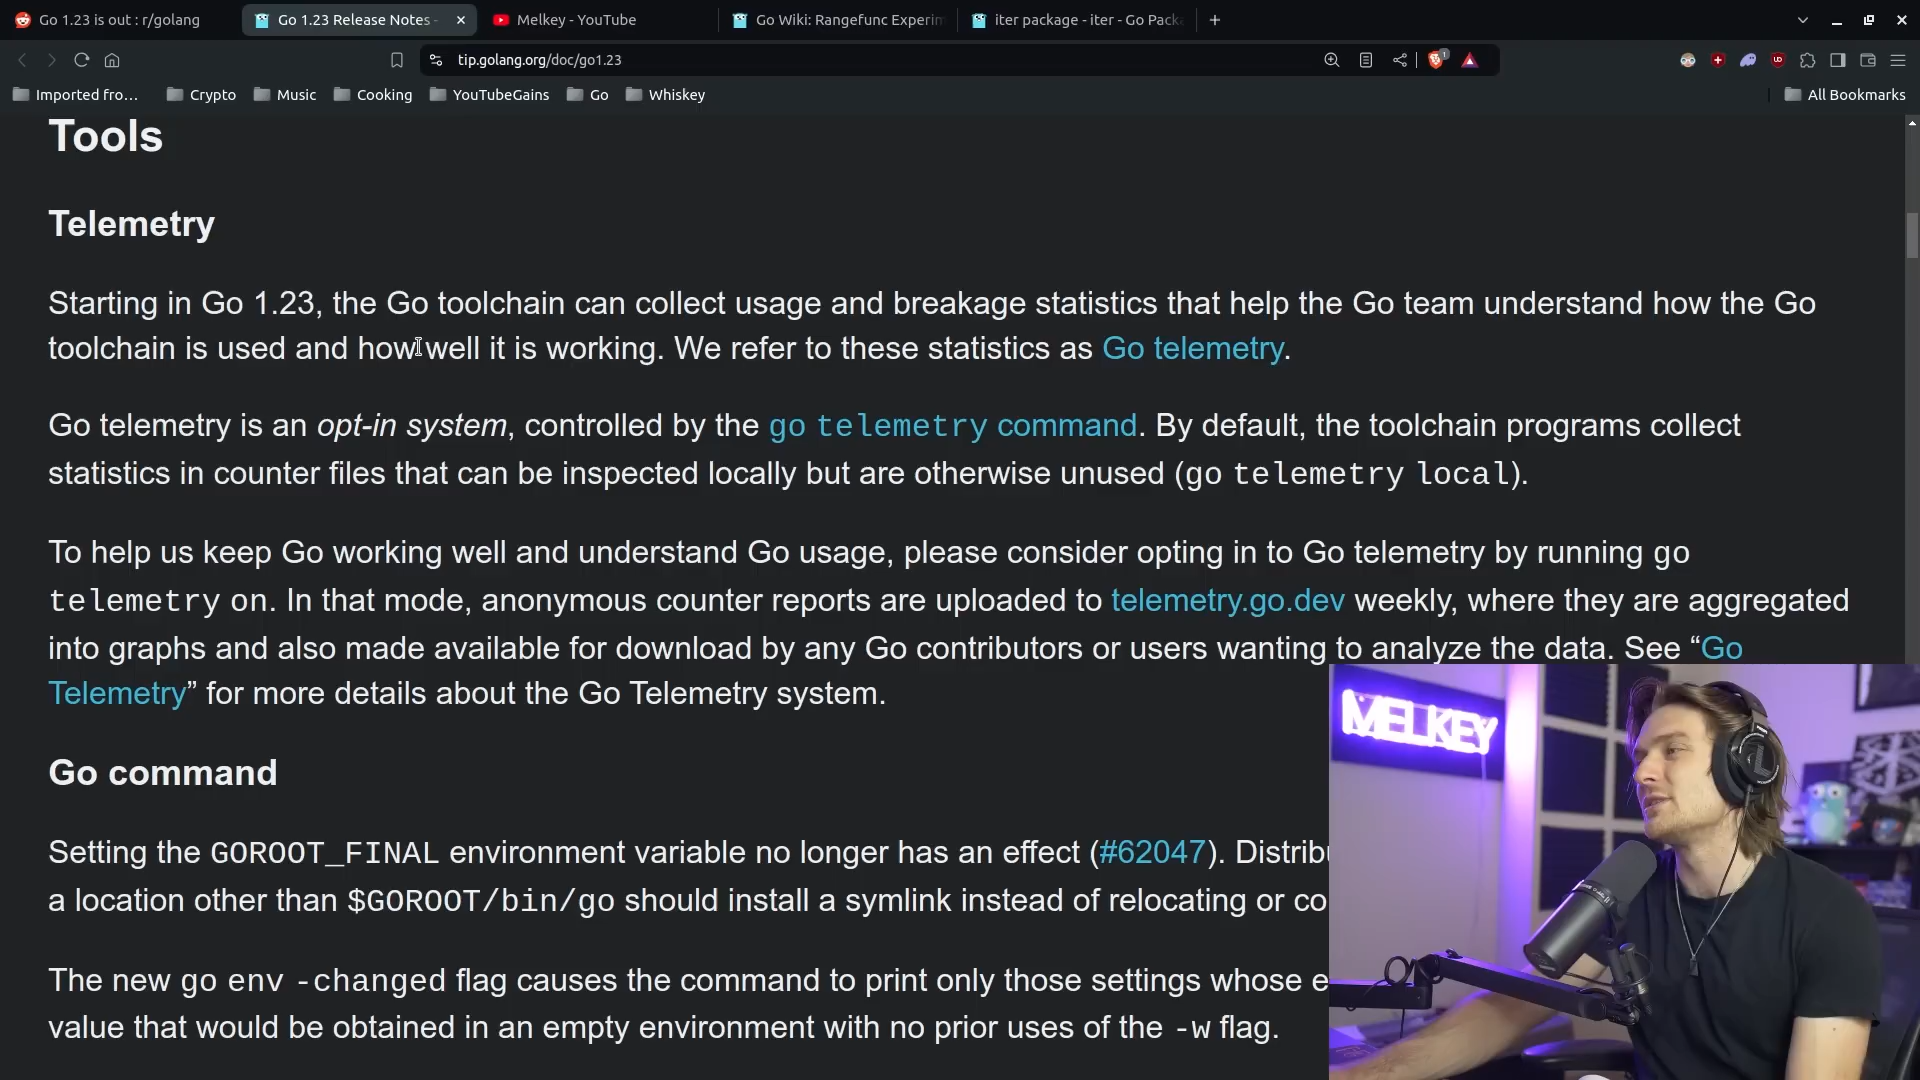 Go 1.23 is out : r/golang
Go 1.23 Release Notes -
Melkey - YouTube
Go Wiki: Rangefunc Experim
iter package - iter - Go Pack
tip.golang.org/doc/go1.23
1
Imported fro...
Crypto
Music
Cooking
YouTubeGains
Go
Whiskey
All Bookmarks
Tools
Telemetry
Starting in Go 1.23, the Go toolchain can collect usage and breakage statistics that help the Go team understand how the Go
toolchain is used and how well it is working. We refer to these statistics as Go telemetry.
Go telemetry is an opt-in system, controlled by the go telemetry command. By default, the toolchain programs collect
statistics in counter files that can be inspected locally but are otherwise unused (go telemetry local).
To help us keep Go working well and understand Go usage, please consider opting in to Go telemetry by running go
telemetry on. In that mode, anonymous counter reports are uploaded to telemetry.go.dev weekly, where they are aggregated
into graphs and also made available for download by any Go contributors or users wanting to analyze the data. See “Go
Telemetry” for more details about the Go Telemetry system.
MELKEY
Go command
Setting the GOROOT_FINAL environment variable no longer has an effect (#62047). Distribu
a location other than $GOROOT/bin/go should install a symlink instead of relocating or co
The new go env -changed flag causes the command to print only those settings whose e
value that would be obtained in an empty environment with no prior uses of the -w flag.